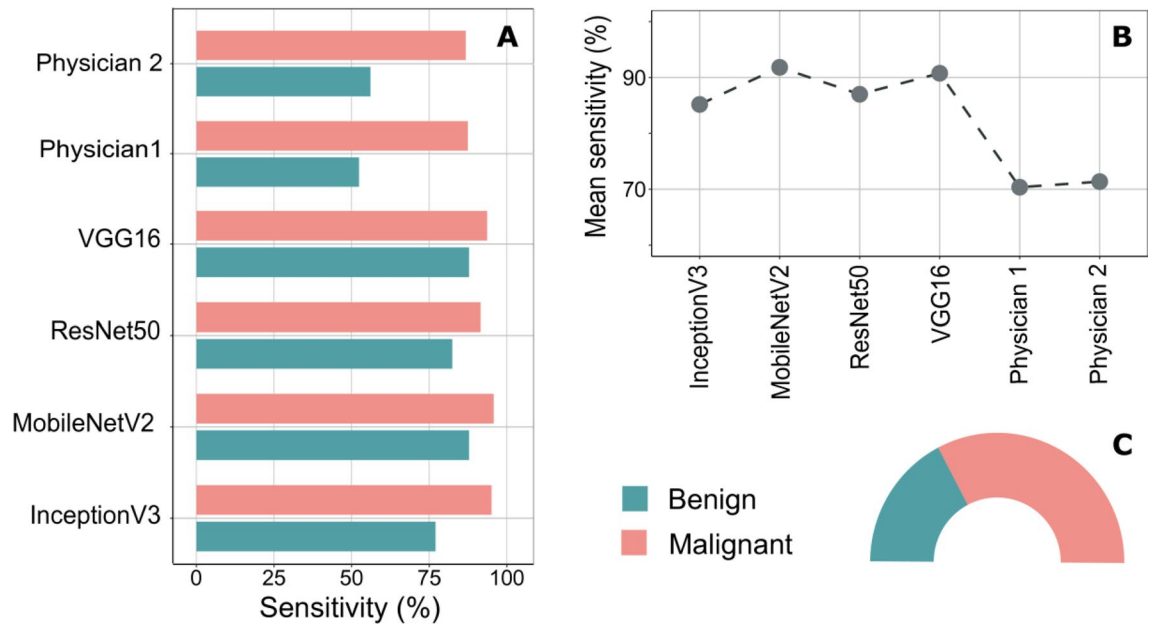 A
Physician 2
Physician1
VGG16
ResNet50
MobileNetV2
InceptionV3
0 25 50 75 100
Sensitivity (%)
B
Mean sensitivity (%)
90
70
InceptionV3
MobileNetV2
ResNet50
VGG16
Physician 1
Physician 2
C
Benign
Malignant